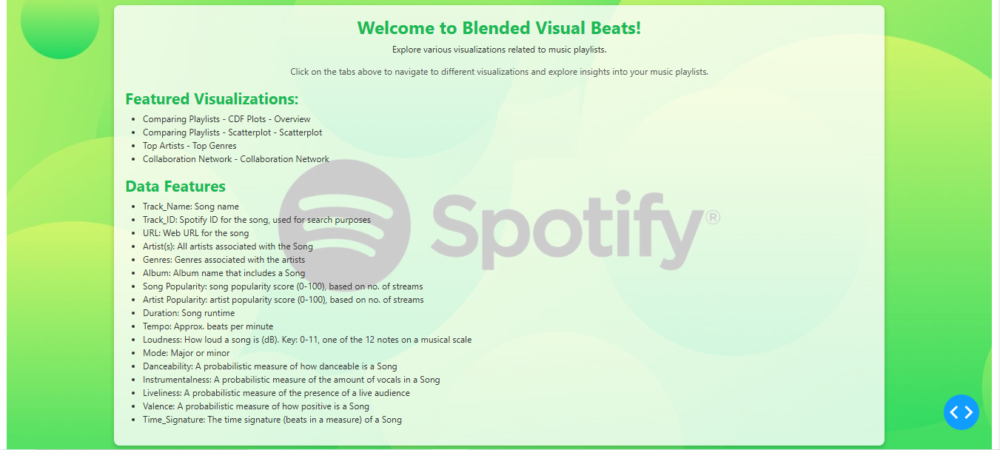 Welcome to Blended Visual Beats!
Explore various visualizations related to music playlists.
Click on the tabs above to navigate to different visualizations and explore insights into your music playlists.
Featured Visualizations:
• Comparing Playlists - CDF Plots - Overview
• Comparing Playlists - Scatterplot - Scatterplot
• Top Artists - Top Genres
• Collaboration Network - Collaboration Network
Data Features
• Track_Name: Song name
• Track_ID: Spotify ID for the song, used for search purposes
• URL: Web URL for the song
• Artist(s): All artists associated with the Song
• Genres: Genres associated with the artists
• Album: Album name that includes a Song
• Song Popularity: song popularity score (0-100), based on no. of streams
• Artist Popularity: artist popularity score (0-100), based on no. of streams
• Duration: Song runtime
• Tempo: Approx. beats per minute
• Loudness: How loud a song is (dB). Key: 0-11, one of the 12 notes on a musical scale
• Mode: Major or minor
• Danceability: A probabilistic measure of how danceable is a Song
• Instrumentalness: A probabilistic measure of the amount of vocals in a Song
• Liveliness: A probabilistic measure of the presence of a live audience
• Valence: A probabilistic measure of how positive is a Song
• Time_Signature: The time signature (beats in a measure) of a Song
Spotify®